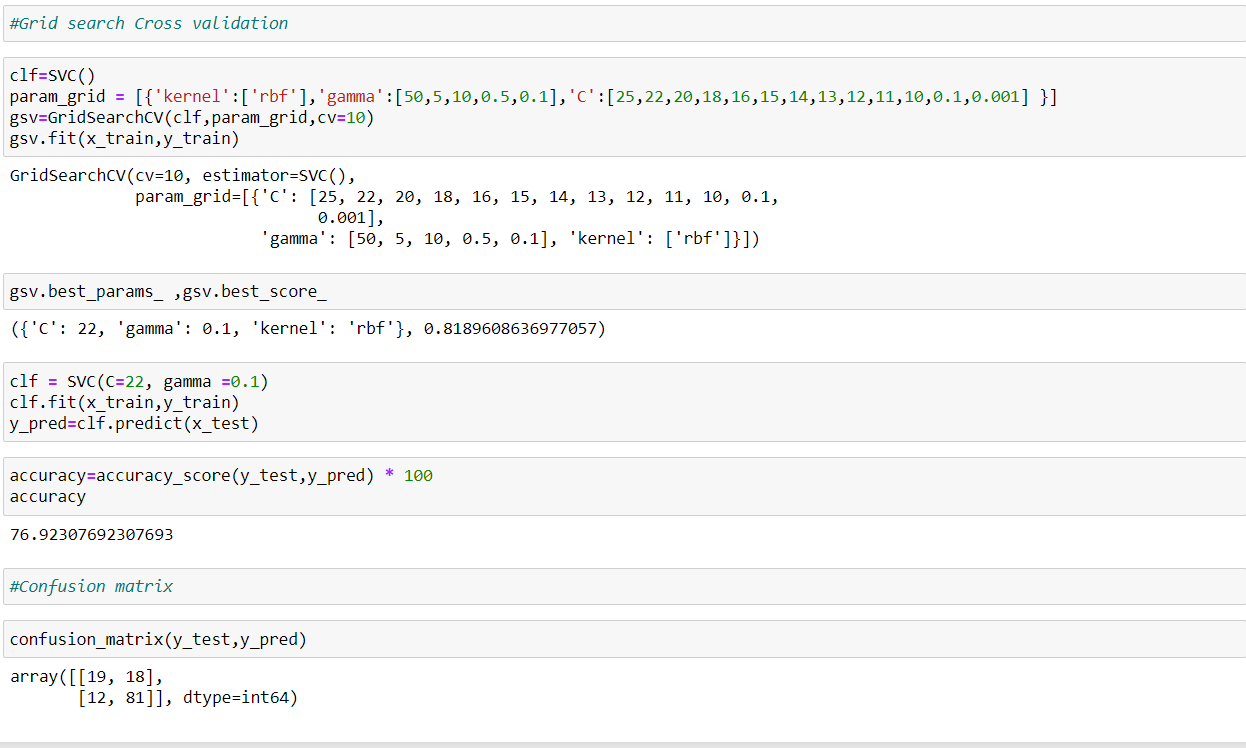 #Grid search Cross validation
clf=SVC()
param_grid = [{'kernel':['rbf'],'gamma':[50,5,10,0.5,0.1],'C':[25,22,20,18,16,15,14,13,12,11,10,0.1,0.001] }]
gsv=GridSearchCV(clf,param_grid,cv=10)
gsv.fit(x_train,y_train)
GridSearchCV(cv=10, estimator=SVC(),
             param_grid=[{'C': [25, 22, 20, 18, 16, 15, 14, 13, 12, 11, 10, 0.1,
                                0.001],
                          'gamma': [50, 5, 10, 0.5, 0.1], 'kernel': ['rbf']}])
gsv.best_params_ ,gsv.best_score_
({'C': 22, 'gamma': 0.1, 'kernel': 'rbf'}, 0.8189608636977057)
clf = SVC(C=22, gamma =0.1)
clf.fit(x_train,y_train)
y_pred=clf.predict(x_test)
accuracy=accuracy_score(y_test,y_pred) * 100
accuracy
76.92307692307693
#Confusion matrix
confusion_matrix(y_test,y_pred)
array([[19, 18],
       [12, 81]], dtype=int64)